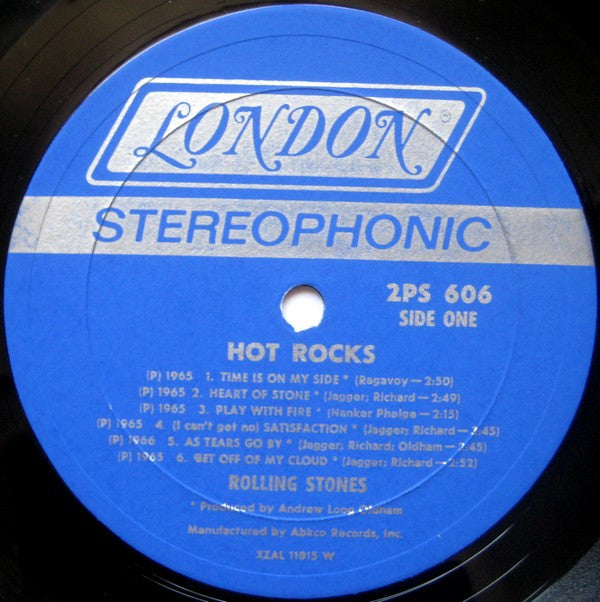 LONDON
STEREOPHONIC
2PS 606
SIDE ONE
HOT ROCKS
(P) 1965 1. TIME IS ON MY SIDE * (Ragavoy—2:50)
(P) 1965 2. HEART OF STONE * (Jagger; Richard—2:49)
(P) 1965 3. PLAY WITH FIRE * (Nanker Phelge—2:15)
(P) 1965 4. (I can't get no) SATISFACTION * (Jagger; Richard—3:45)
(P) 1966 5. AS TEARS GO BY * (Jagger; Richard; Oldham—2:45)
(P) 1965 6. GET OFF OF MY CLOUD * (Jagger; Richard—2:52)
ROLLING STONES
* Produced by Andrew Loog Oldham
Manufactured by Abkco Records, Inc.
XZAL 11815 W